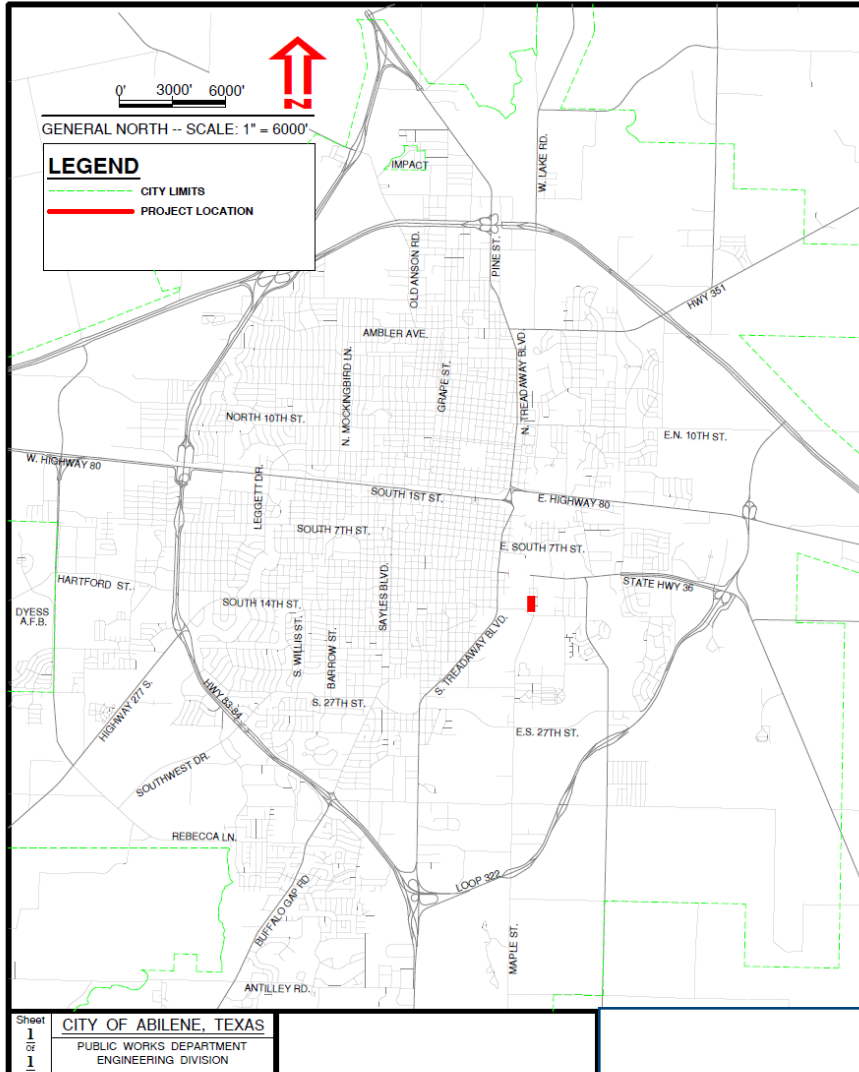 0' 3000' 6000'
N
GENERAL NORTH -- SCALE: 1" = 6000'
LEGEND
CITY LIMITS
PROJECT LOCATION
IMPACT
W. LAKE RD.
OLD ANSON RD.
PINE ST.
HWY 351
AMBLER AVE.
N. MOCKINGBIRD LN.
GRAPE ST.
N. TREADAWAY BLVD.
NORTH 10TH ST.
E.N. 10TH ST.
W. HIGHWAY 80
LEGGETT DR.
SOUTH 1ST ST.
E. HIGHWAY 80
SOUTH 7TH ST.
E. SOUTH 7TH ST.
HARTFORD ST.
STATE HWY 36
DYESS
A.F.B.
SOUTH 14TH ST.
SAYLES BLVD.
S. WILLIS ST.
BARROW ST.
S. TREADAWAY BLVD.
HIGHWAY 277 S.
HWY 83-84
S. 27TH ST.
E.S. 27TH ST.
SOUTHWEST DR.
REBECCA LN.
LOOP 322
BUFFALO GAP RD
MAPLE ST.
ANTILLEY RD.
Sheet
1
OF
1
CITY OF ABILENE, TEXAS
PUBLIC WORKS DEPARTMENT
ENGINEERING DIVISION